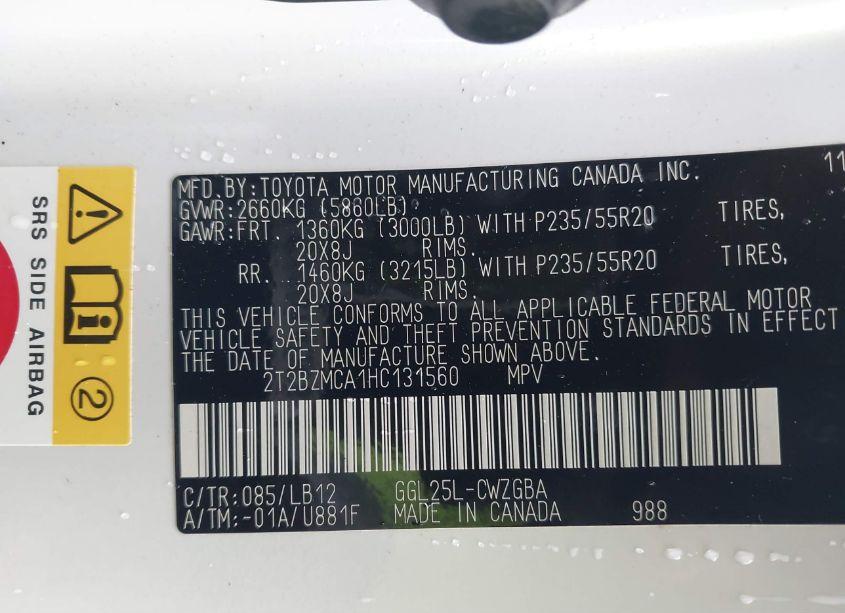 MFD.BY:TOYOTA MOTOR MANUFACTURING CANADA INC. 11
GVWR:2660KG (5860LB)
GAWR:FRT. 1360KG (3000LB) WITH P235/55R20 TIRES,
20X8J RIMS.
RR. 1460KG (3215LB) WITH P235/55R20 TIRES,
20X8J RIMS.
THIS VEHICLE CONFORMS TO ALL APPLICABLE FEDERAL MOTOR
VEHICLE SAFETY AND THEFT PREVENTION STANDARDS IN EFFECT
THE DATE OF MANUFACTURE SHOWN ABOVE.
2T2BZMCA1HC131560 MPV
C/TR:085/LB12 GGL25L-CWZGBA
A/TM:-01A/U881F MADE IN CANADA 988
SRS SIDE AIRBAG
2